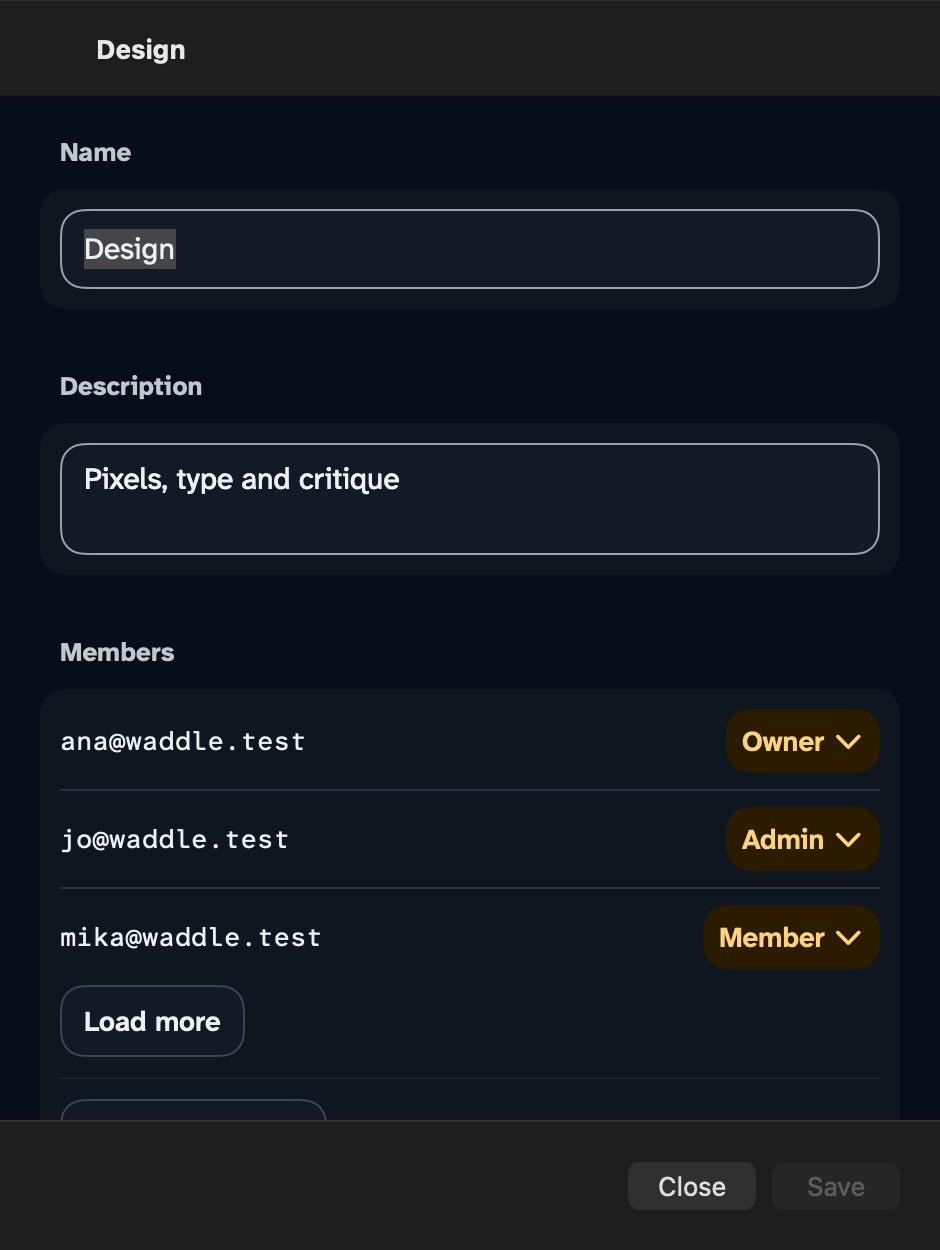 Design
Name
Design
Description
Pixels, type and critique
Members
ana@waddle.test Owner
jo@waddle.test Admin
mika@waddle.test Member
Load more
Close Save